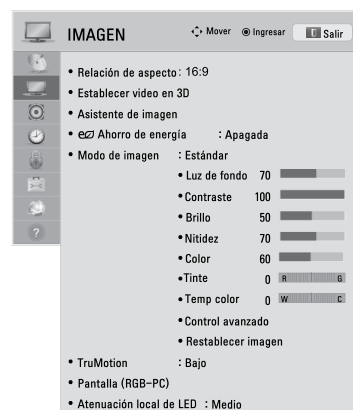 IMAGEN Mover Ingresar Salir
• Relación de aspecto : 16:9
• Establecer video en 3D
• Asistente de imagen
• eco Ahorro de energía : Apagada
• Modo de imagen : Estándar
• Luz de fondo 70
• Contraste 100
• Brillo 50
• Nitidez 70
• Color 60
• Tinte 0 R G
• Temp color 0 W C
• Control avanzado
• Restablecer imagen
• TruMotion : Bajo
• Pantalla (RGB-PC)
• Atenuación local de LED : Medio
?